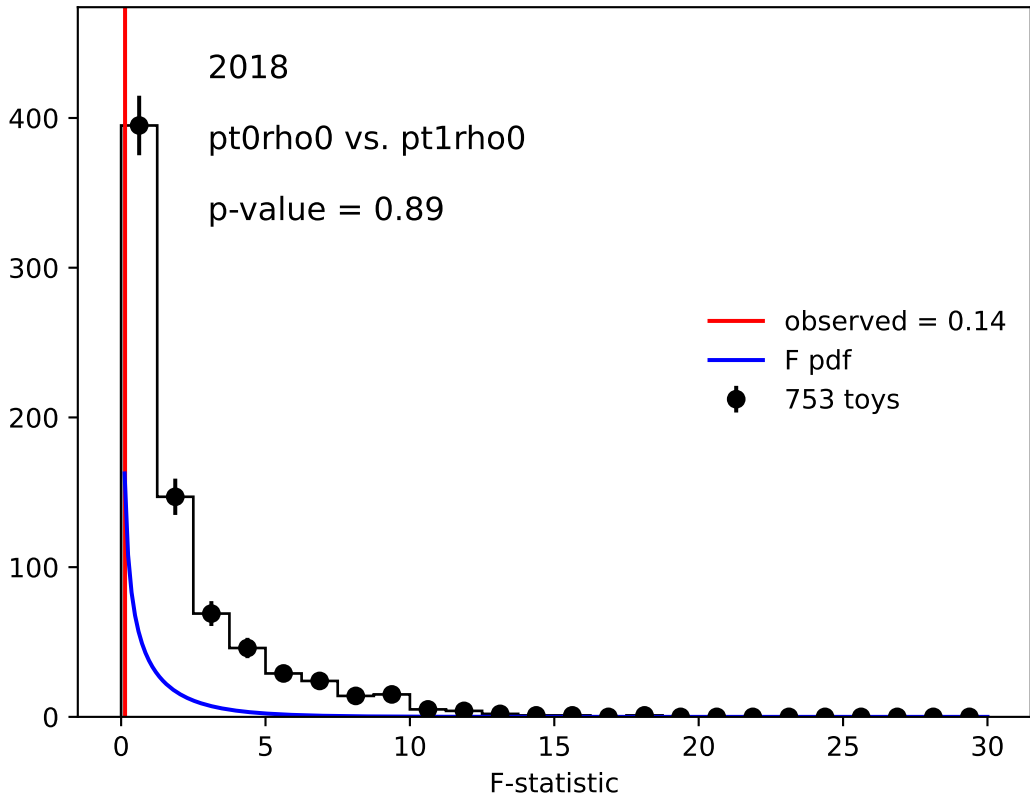 2018
pt0rho0 vs. pt1rho0
p-value = 0.89
observed = 0.14
F pdf
753 toys
400
300
200
100
0
0 5 10 15 20 25 30
F-statistic